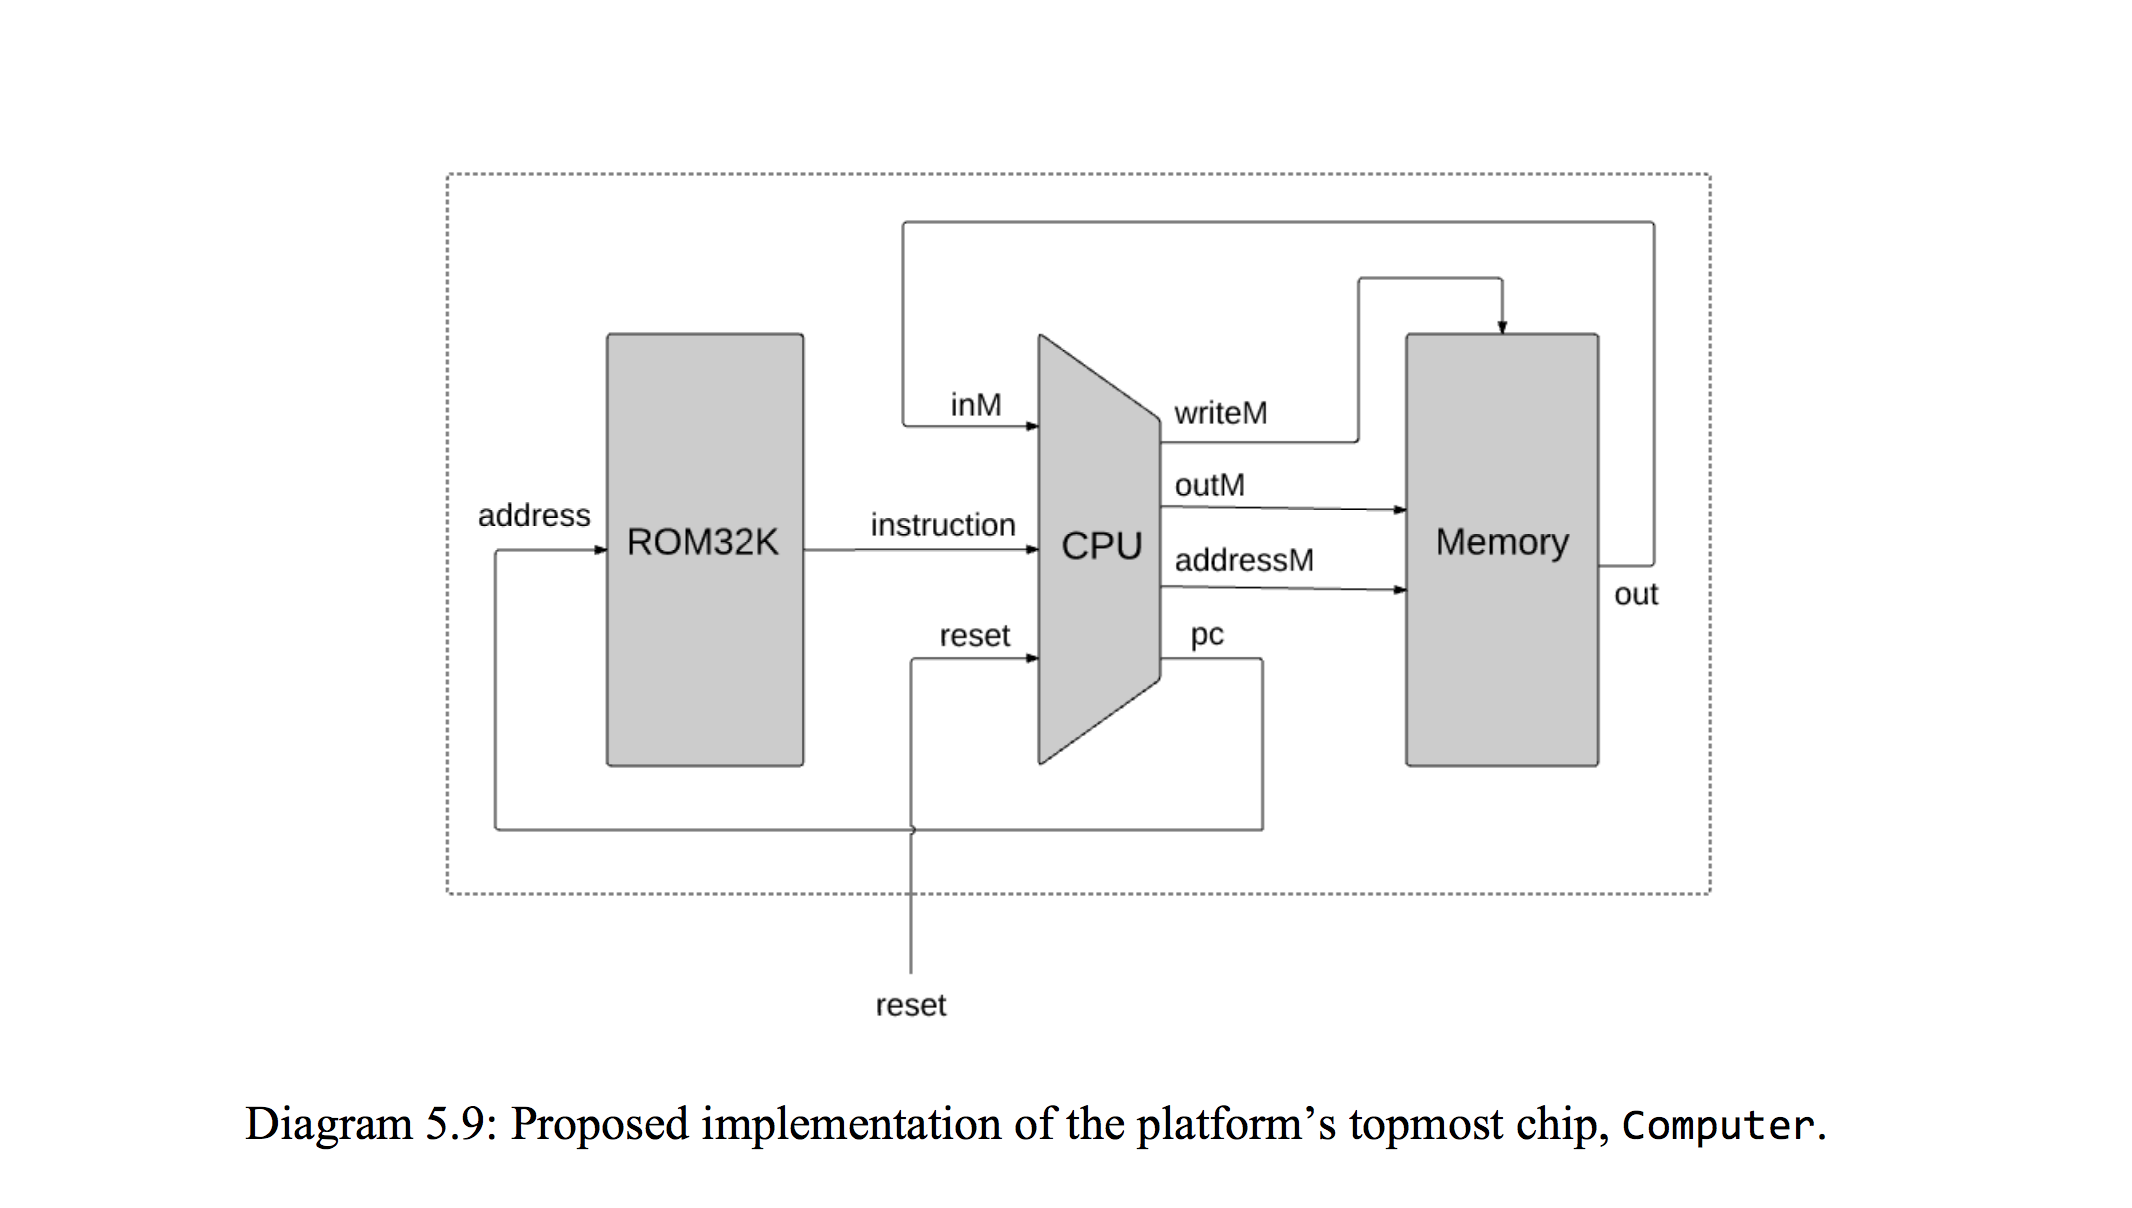 inM
writeM
outM
address
instruction
ROM32K
CPU
Memory
addressM
out
reset
pc
reset
Diagram 5.9: Proposed implementation of the platform’s topmost chip, Computer.